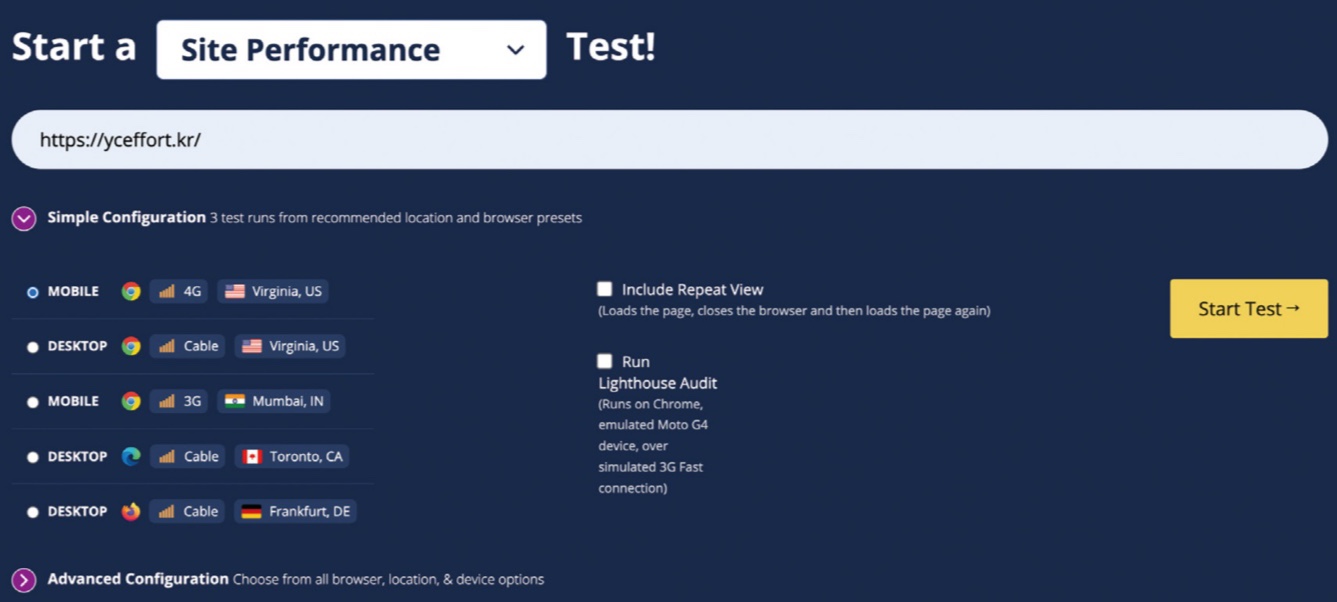 Start a Site Performance Test!
https://yceffort.kr/
Simple Configuration 3 test runs from recommended location and browser presets
MOBILE 4G Virginia, US
DESKTOP Cable Virginia, US
MOBILE 3G Mumbai, IN
DESKTOP Cable Toronto, CA
DESKTOP Cable Frankfurt, DE
Include Repeat View
(Loads the page, closes the browser and then loads the page again)
Run
Lighthouse Audit
(Runs on Chrome,
emulated Moto G4
device, over
simulated 3G Fast
connection)
Start Test→
Advanced Configuration Choose from all browser, location, & device options